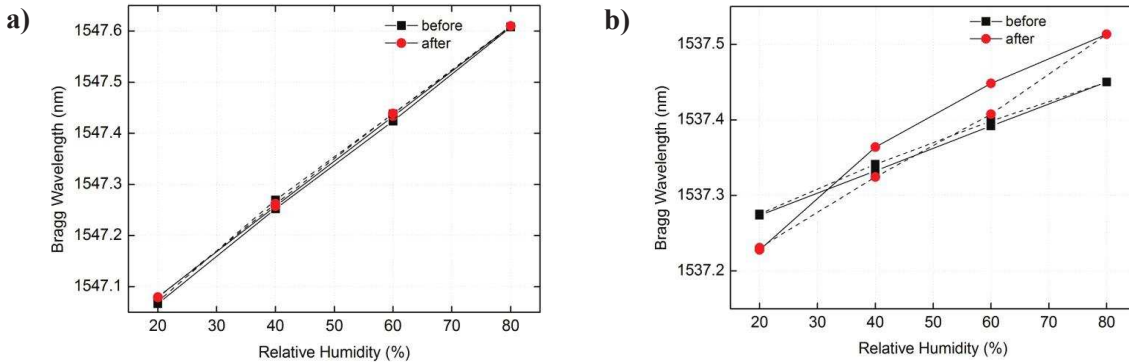 a)
before
after
1547.6
1547.5
1547.4
1547.3
1547.2
1547.1
Bragg Wavelength (nm)
20 30 40 50 60 70 80
Relative Humidity (%)
b)
before
after
1537.5
1537.4
1537.3
1537.2
Bragg Wavelength (nm)
20 30 40 50 60 70 80
Relative Humidity (%)